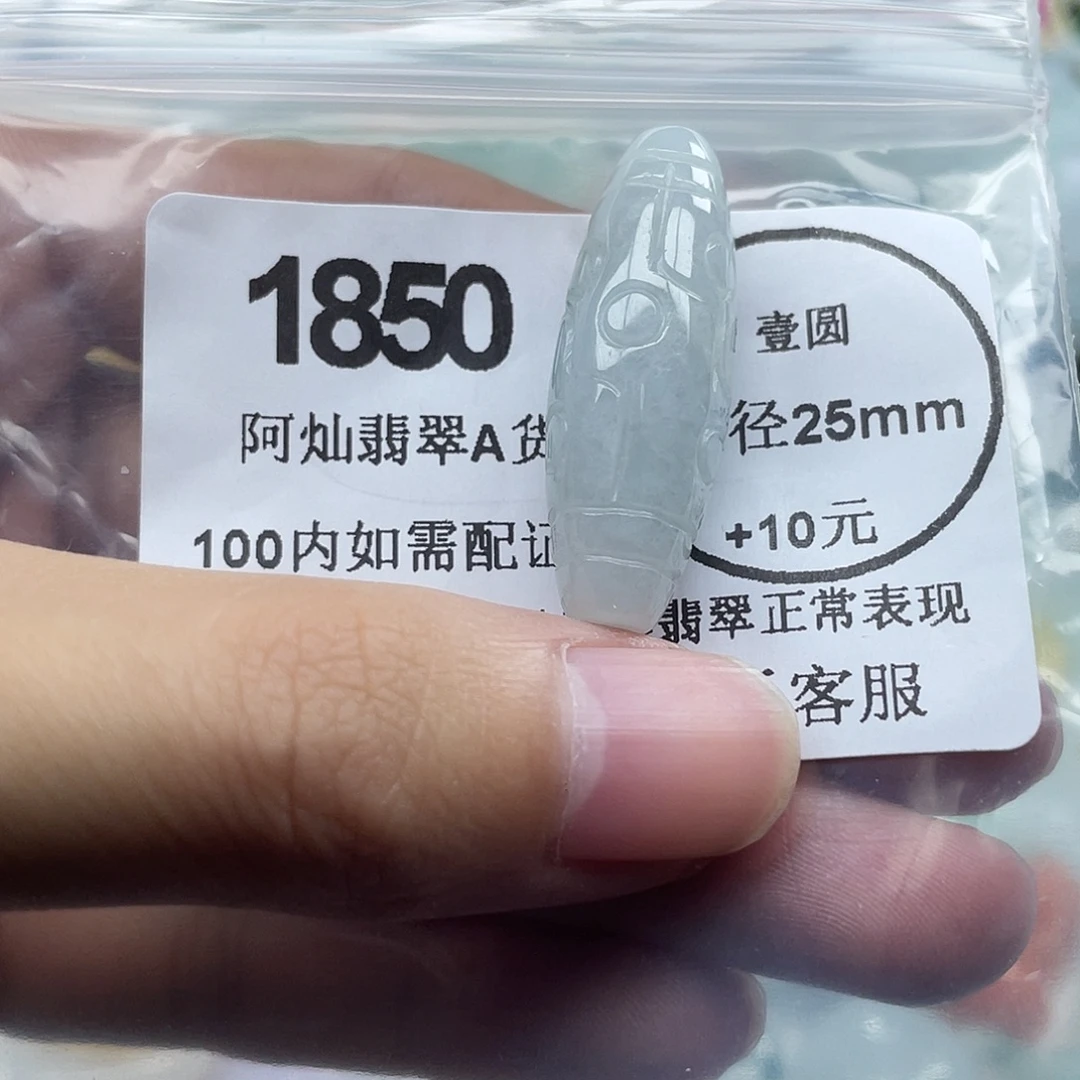 1850
壹圆
阿灿翡翠A货
径25mm
100内如需配证
+10元
翡翠正常表现
客服